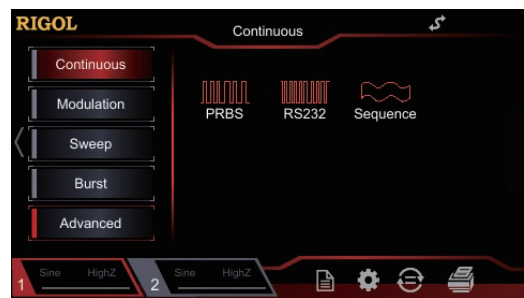 RIGOL
Continuous
Continuous
Modulation
Sweep
Burst
Advanced
PRBS
RS232
Sequence
1
Sine
HighZ
2
Sine
HighZ